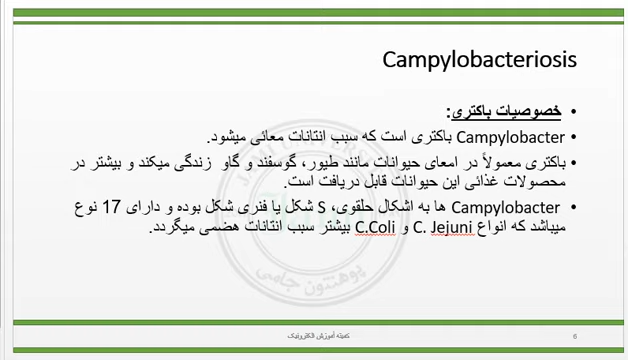 Campylobacteriosis
• خصوصیات باکتری:
• Campylobacter باکتری است که سبب انتانات معائی میشود.
• باکتری معمولاً در امعای حیوانات مانند طیور، گوسفند و گاو زندگی میکند و بیشتر در
محصولات غذائی این حیوانات قابل دریافت است.
• Campylobacter ها به اشکال حلقوی، S شکل یا فنری شکل بوده و دارای 17 نوع
میباشد که انواع C. Jejuni و C.Coli بیشتر سبب انتانات هضمی میگردد.
پوهنتون جامی
کمیته آموزش الکترونیک
6